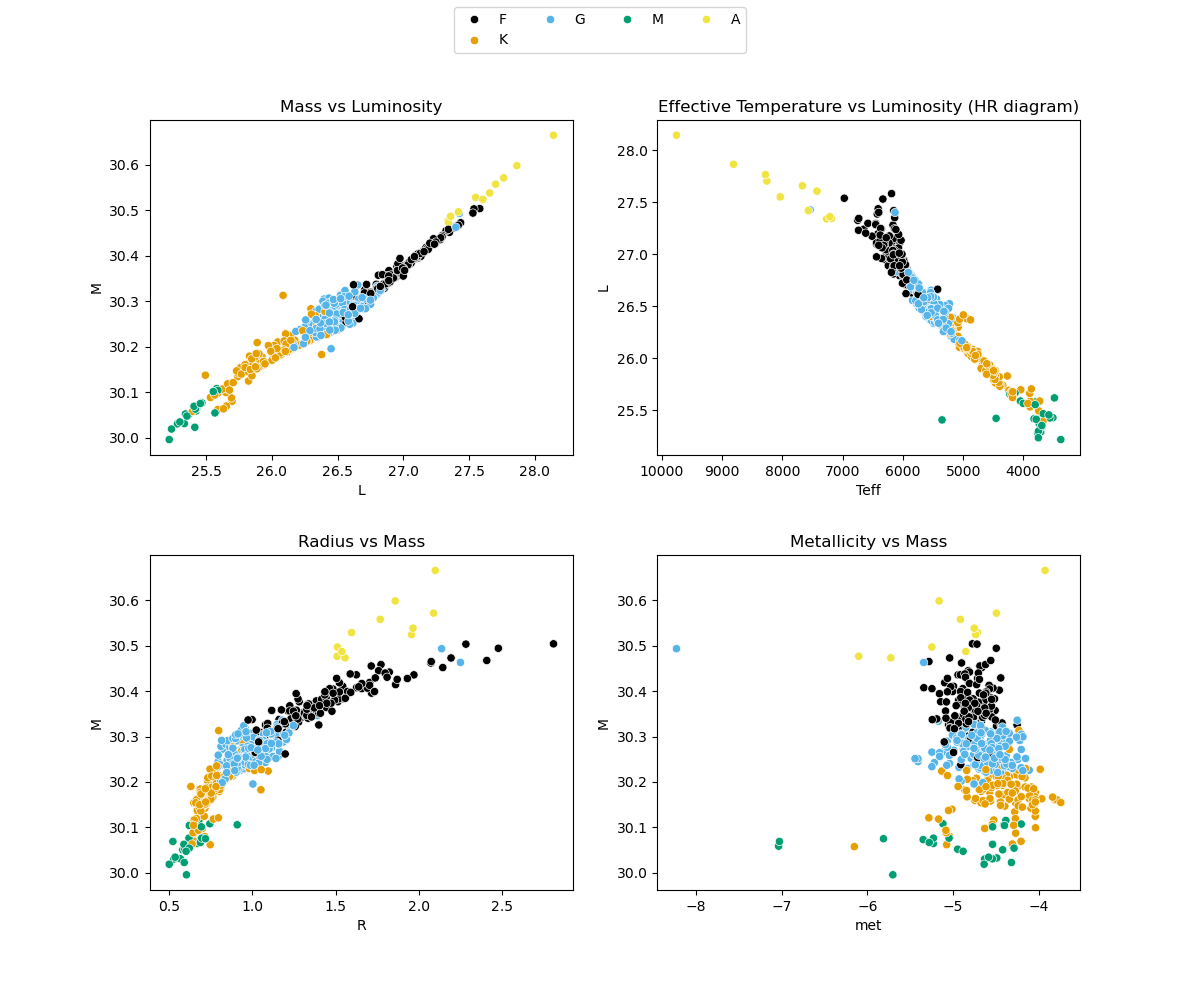 F G M A
K
Mass vs Luminosity
30.6
30.5
30.4
30.3
30.2
30.1
30.0
M
25.5 26.0 26.5 27.0 27.5 28.0
L
Effective Temperature vs Luminosity (HR diagram)
28.0
27.5
27.0
26.5
26.0
25.5
L
10000 9000 8000 7000 6000 5000 4000
Teff
Radius vs Mass
30.6
30.5
30.4
30.3
30.2
30.1
30.0
M
0.5 1.0 1.5 2.0 2.5
R
Metallicity vs Mass
30.6
30.5
30.4
30.3
30.2
30.1
30.0
M
−8 −7 −6 −5 −4
met